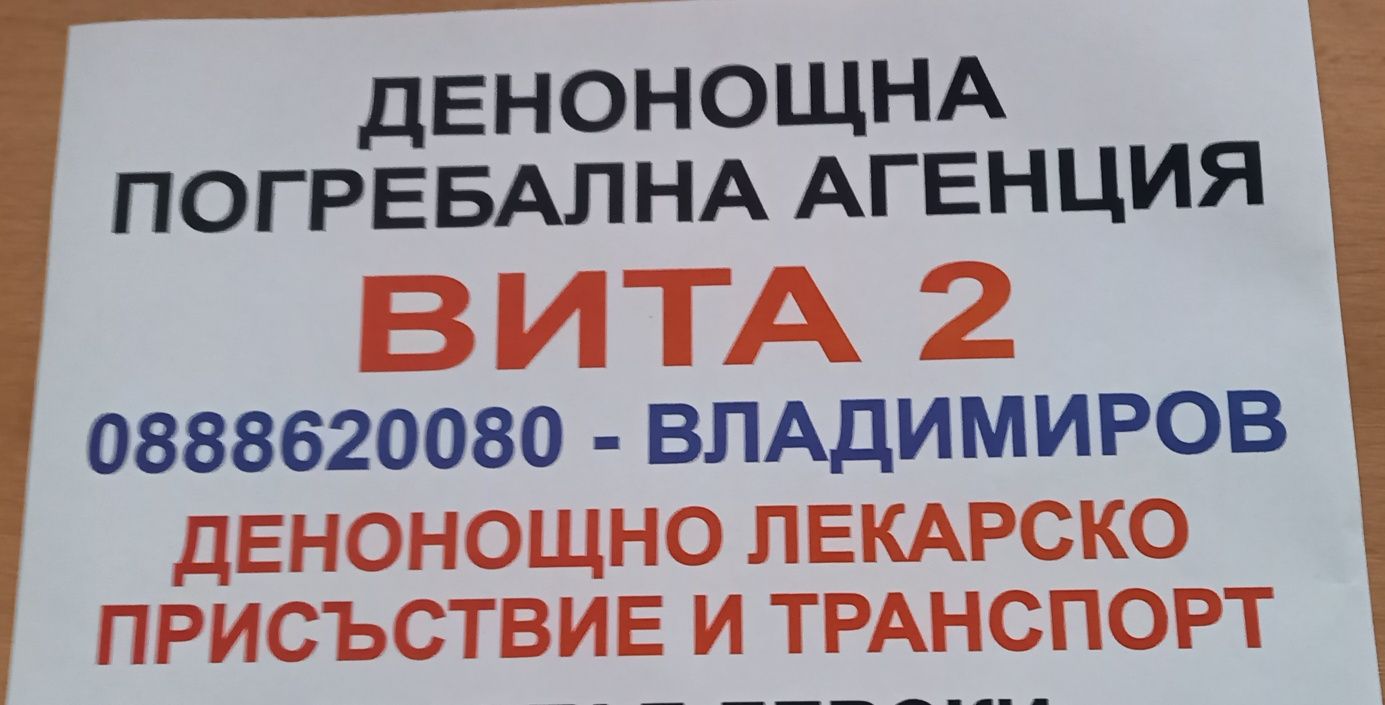 ДЕНОНОЩНА
ПОГРЕБАЛНА АГЕНЦИЯ
ВИТА 2
0888620080 - ВЛАДИМИРОВ
ДЕНОНОЩНО ЛЕКАРСКО
ПРИСЪСТВИЕ И ТРАНСПОРТ